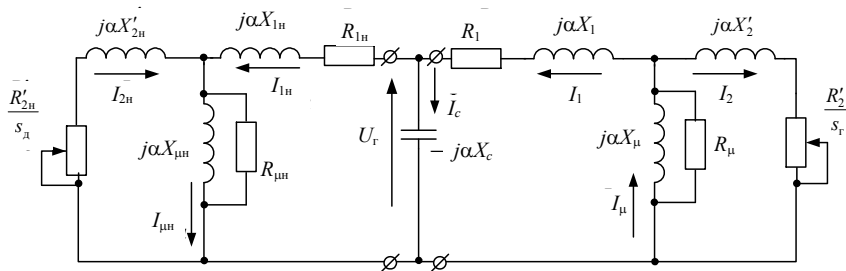 jαX′₂н
jαX₁н
R₁н
R₁
jαX₁
jαX′₂
I₂н
I₁н
I₁
I₂
R′₂н
sд
jαXμн
Rμн
Uг
Ic
– jαXc
jαXμ
Rμ
R′₂
sг
Iμн
Iμ